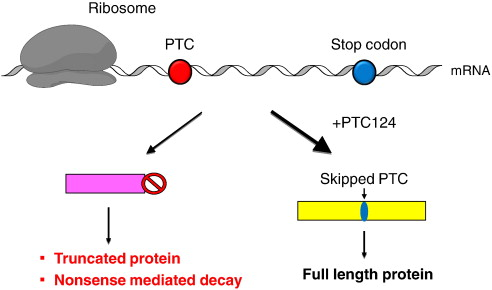 Ribosome
PTC
Stop codon
mRNA
+PTC124
Skipped PTC
▪ Truncated protein
▪ Nonsense mediated decay
Full length protein